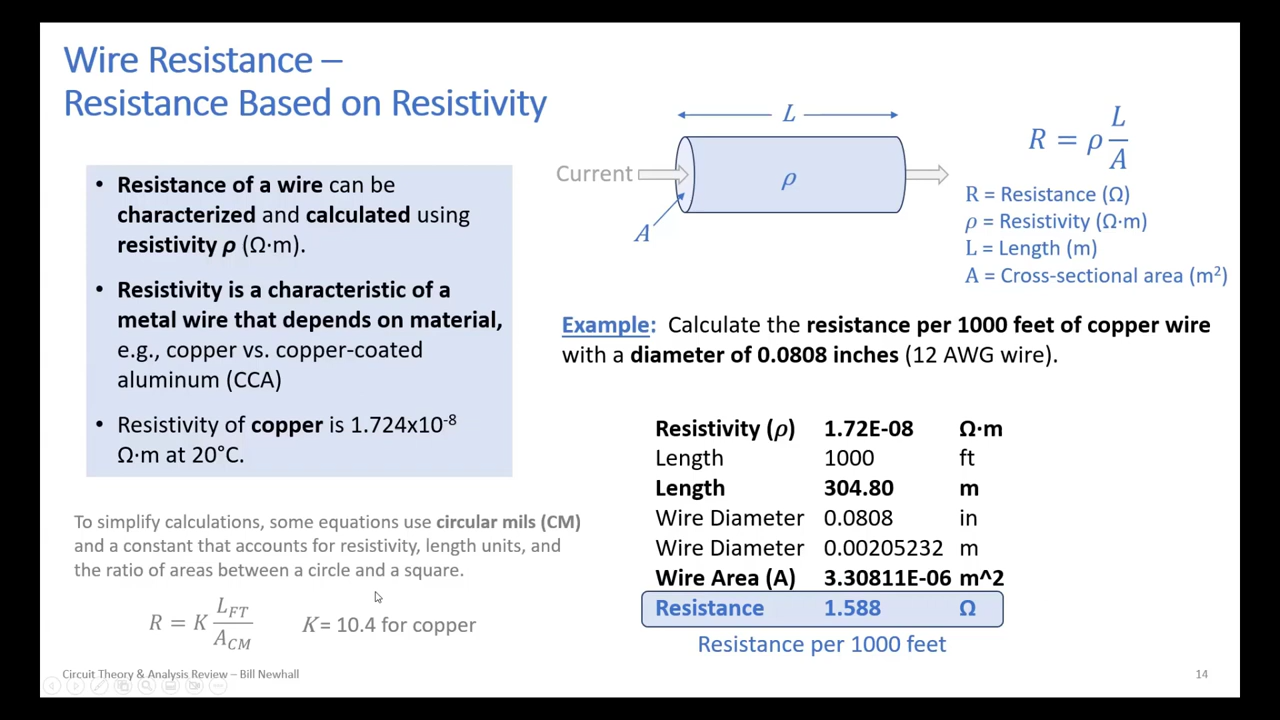 Wire Resistance –
Resistance Based on Resistivity
• Resistance of a wire can be
characterized and calculated using
resistivity ρ (Ω·m).
• Resistivity is a characteristic of a
metal wire that depends on material,
e.g., copper vs. copper-coated
aluminum (CCA)
• Resistivity of copper is 1.724x10⁻⁸
Ω·m at 20°C.
To simplify calculations, some equations use circular mils (CM)
and a constant that accounts for resistivity, length units, and
the ratio of areas between a circle and a square.
R = K L_FT / A_CM
K= 10.4 for copper
L
Current
ρ
A
R = ρ L / A
R = Resistance (Ω)
ρ = Resistivity (Ω·m)
L = Length (m)
A = Cross-sectional area (m²)
Example: Calculate the resistance per 1000 feet of copper wire
with a diameter of 0.0808 inches (12 AWG wire).
Resistivity (ρ) 1.72E-08 Ω·m
Length 1000 ft
Length 304.80 m
Wire Diameter 0.0808 in
Wire Diameter 0.00205232 m
Wire Area (A) 3.30811E-06 m^2
Resistance 1.588 Ω
Resistance per 1000 feet
Circuit Theory & Analysis Review – Bill Newhall
14